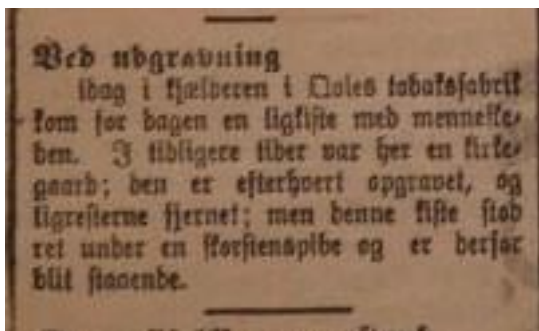 Ved udgravning
idag i kjælderen i Qoles tobaksfabrik
kom for dagen en ligkiste med menneske-
ben. I tidligere tider var her en kirke-
gaard; den er efterhvert opgravet, og
ligresterne fjernet; men denne kiste stod
ret under en skorstenspibe og er derfor
blit staaende.